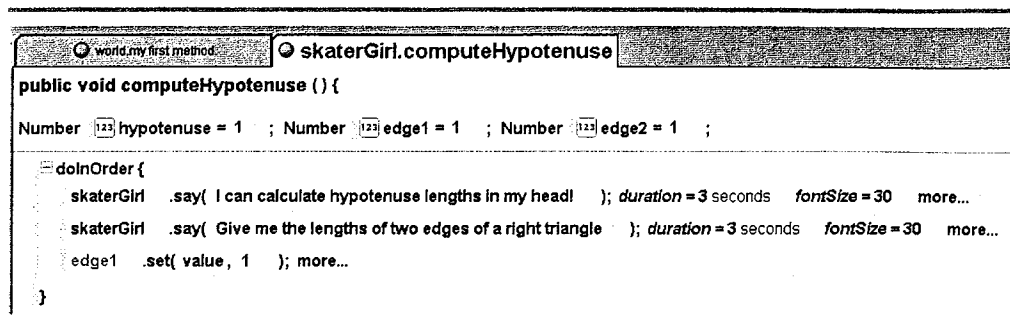 world.my first method skaterGirl.computeHypotenuse
public void computeHypotenuse () {
Number 123 hypotenuse = 1 ; Number 123 edge1 = 1 ; Number 123 edge2 = 1 ;
doInOrder {
skaterGirl .say( I can calculate hypotenuse lengths in my head! ); duration = 3 seconds fontSize = 30 more...
skaterGirl .say( Give me the lengths of two edges of a right triangle ); duration = 3 seconds fontSize = 30 more...
edge1 .set( value , 1 ); more...
}